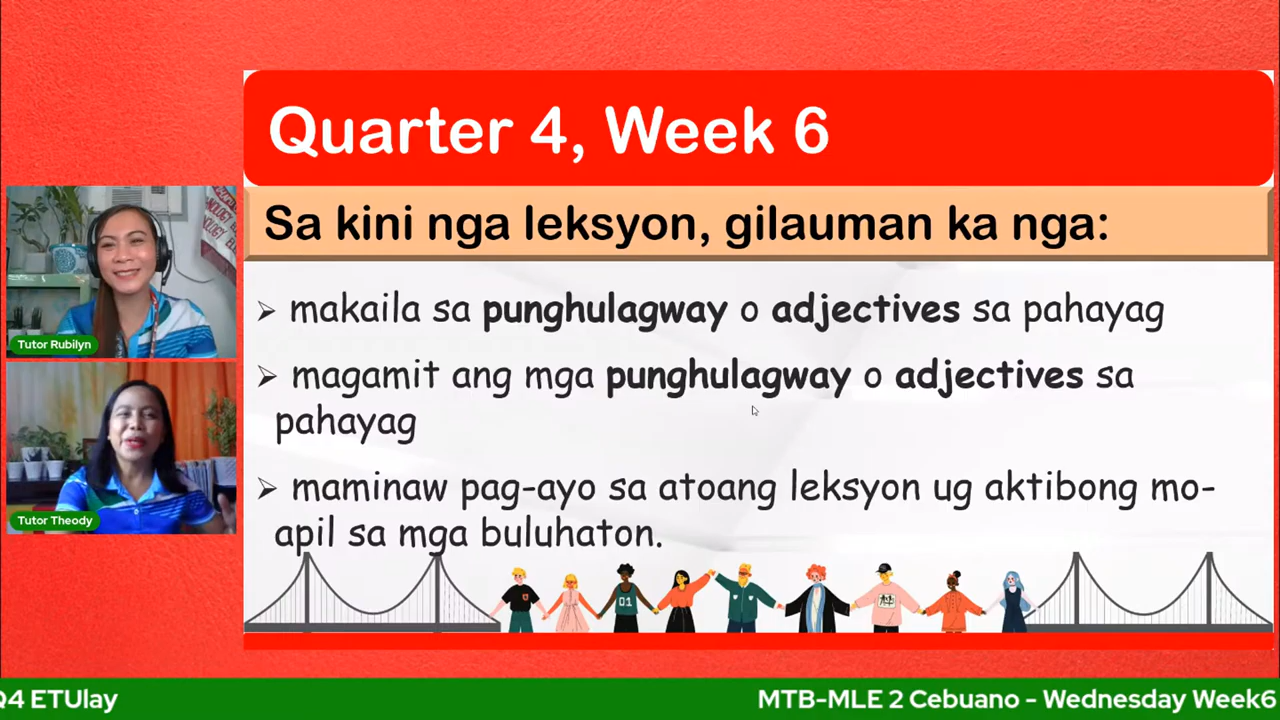 Quarter 4, Week 6
Sa kini nga leksyon, gilauman ka nga:
➢ makaila sa punghulagway o adjectives sa pahayag
➢ magamit ang mga punghulagway o adjectives sa
pahayag
➢ maminaw pag-ayo sa atoang leksyon ug aktibong mo-
apil sa mga buluhaton.
Tutor Rubilyn
Tutor Theody
01
Q4 ETUlay
MTB-MLE 2 Cebuano - Wednesday Week6